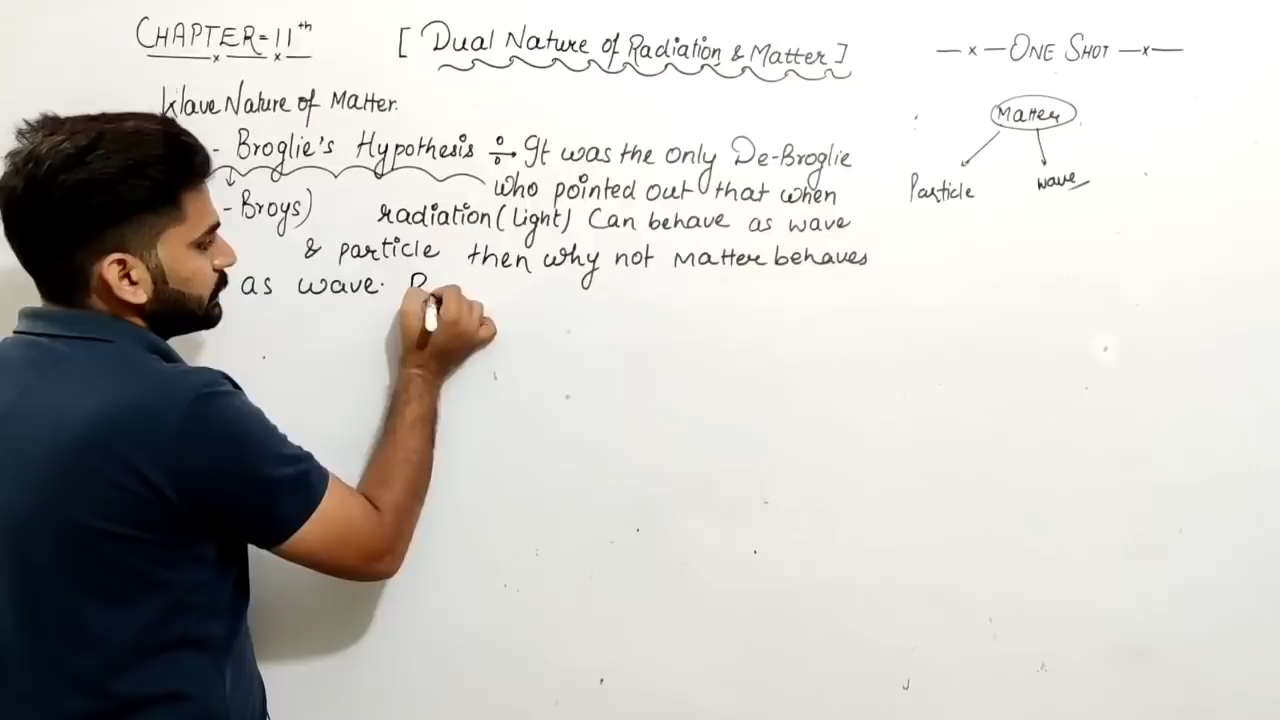 CHAPTER-11th [Dual Nature of Radiation & Matter] —x— ONE SHOT —x—
Wave Nature of Matter.
Matter
- Broglie's Hypothesis ÷ It was the only De-Broglie
Particle wave
who pointed out that when
- Broys) radiation (Light) Can behave as wave
& particle then why not Matter behaves
as wave.